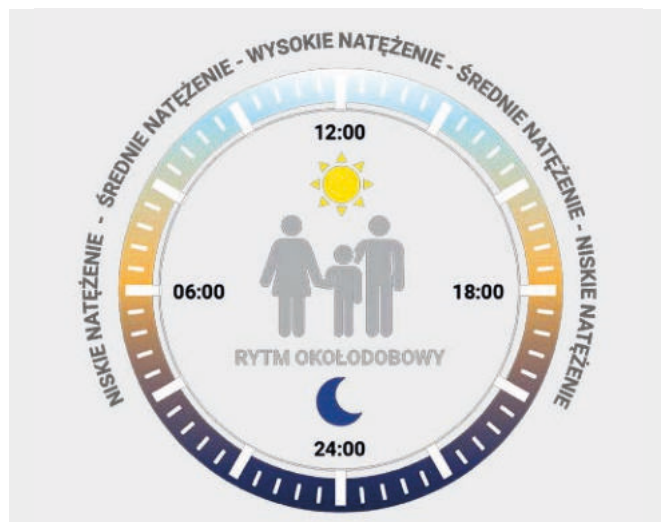 NISKIE NATĘŻENIE - ŚREDNIE NATĘŻENIE - WYSOKIE NATĘŻENIE - ŚREDNIE NATĘŻENIE - NISKIE NATĘŻENIE
12:00
06:00
18:00
RYTM OKOŁODOBOWY
24:00